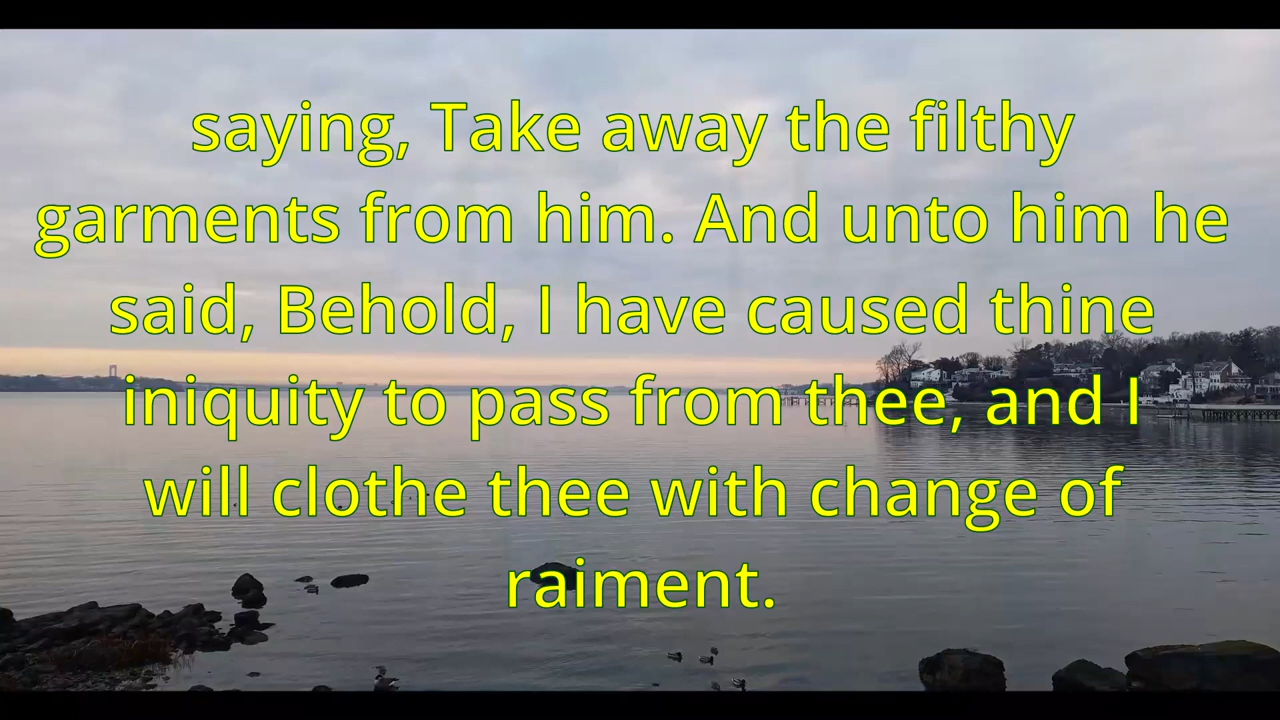 saying, Take away the filthy
garments from him. And unto him he
said, Behold, I have caused thine
iniquity to pass from thee, and I
will clothe thee with change of
raiment.